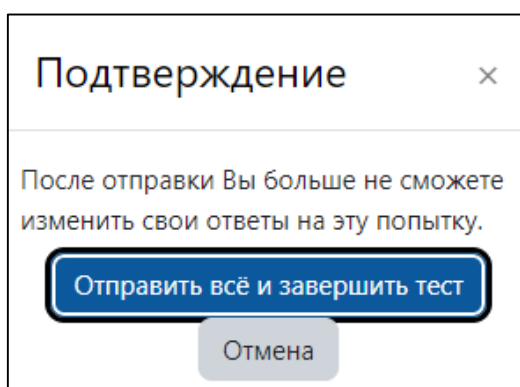 Подтверждение
После отправки Вы больше не сможете
изменить свои ответы на эту попытку.
Отправить всё и завершить тест
Отмена